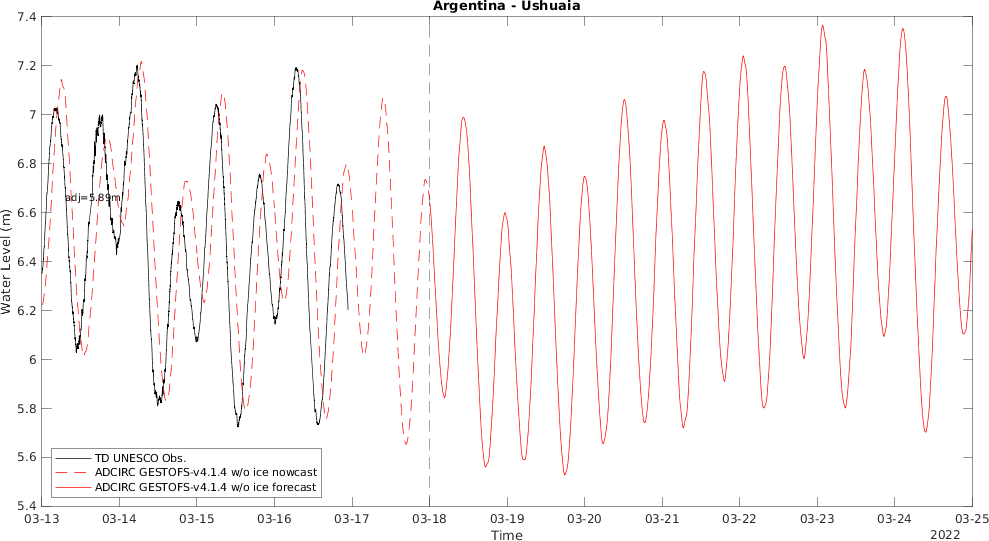 Argentina - Ushuaia
7.4
7.2
7
6.8
6.6
6.4
6.2
6
5.8
5.6
5.4
Water Level (m)
adj=5.89m
TD UNESCO Obs.
ADCIRC GESTOFS-v4.1.4 w/o ice nowcast
ADCIRC GESTOFS-v4.1.4 w/o ice forecast
03-13 03-14 03-15 03-16 03-17 03-18 03-19 03-20 03-21 03-22 03-23 03-24 03-25
Time
2022